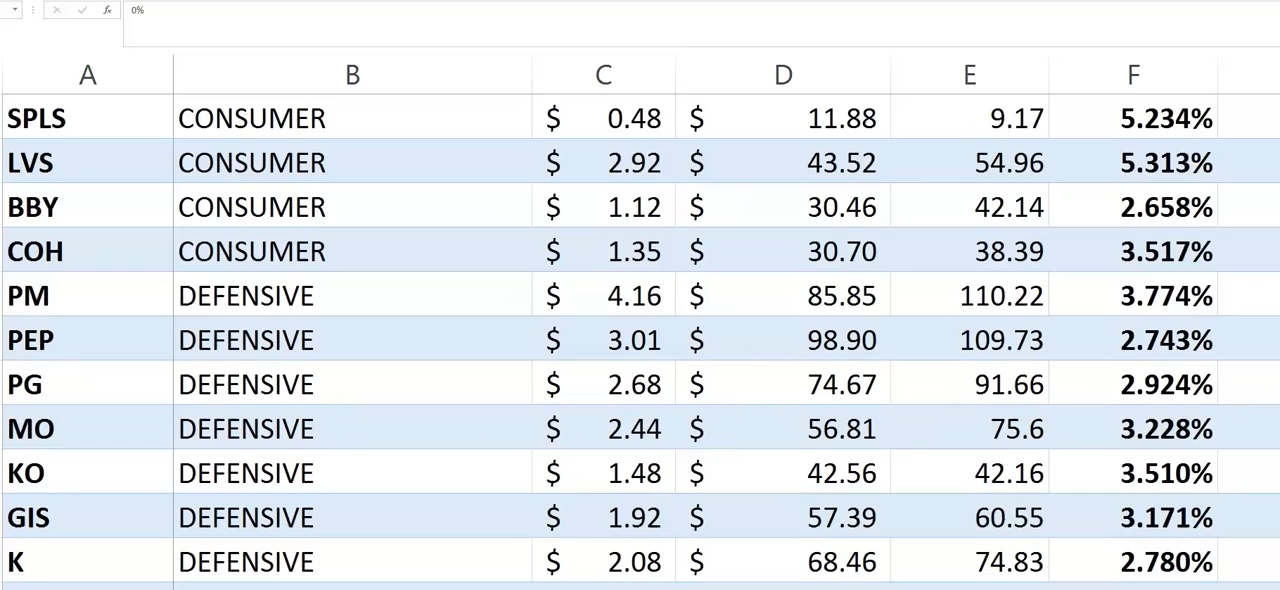 fx 0%
A B C D E F
SPLS CONSUMER $ 0.48 $ 11.88 9.17 5.234%
LVS CONSUMER $ 2.92 $ 43.52 54.96 5.313%
BBY CONSUMER $ 1.12 $ 30.46 42.14 2.658%
COH CONSUMER $ 1.35 $ 30.70 38.39 3.517%
PM DEFENSIVE $ 4.16 $ 85.85 110.22 3.774%
PEP DEFENSIVE $ 3.01 $ 98.90 109.73 2.743%
PG DEFENSIVE $ 2.68 $ 74.67 91.66 2.924%
MO DEFENSIVE $ 2.44 $ 56.81 75.6 3.228%
KO DEFENSIVE $ 1.48 $ 42.56 42.16 3.510%
GIS DEFENSIVE $ 1.92 $ 57.39 60.55 3.171%
K DEFENSIVE $ 2.08 $ 68.46 74.83 2.780%